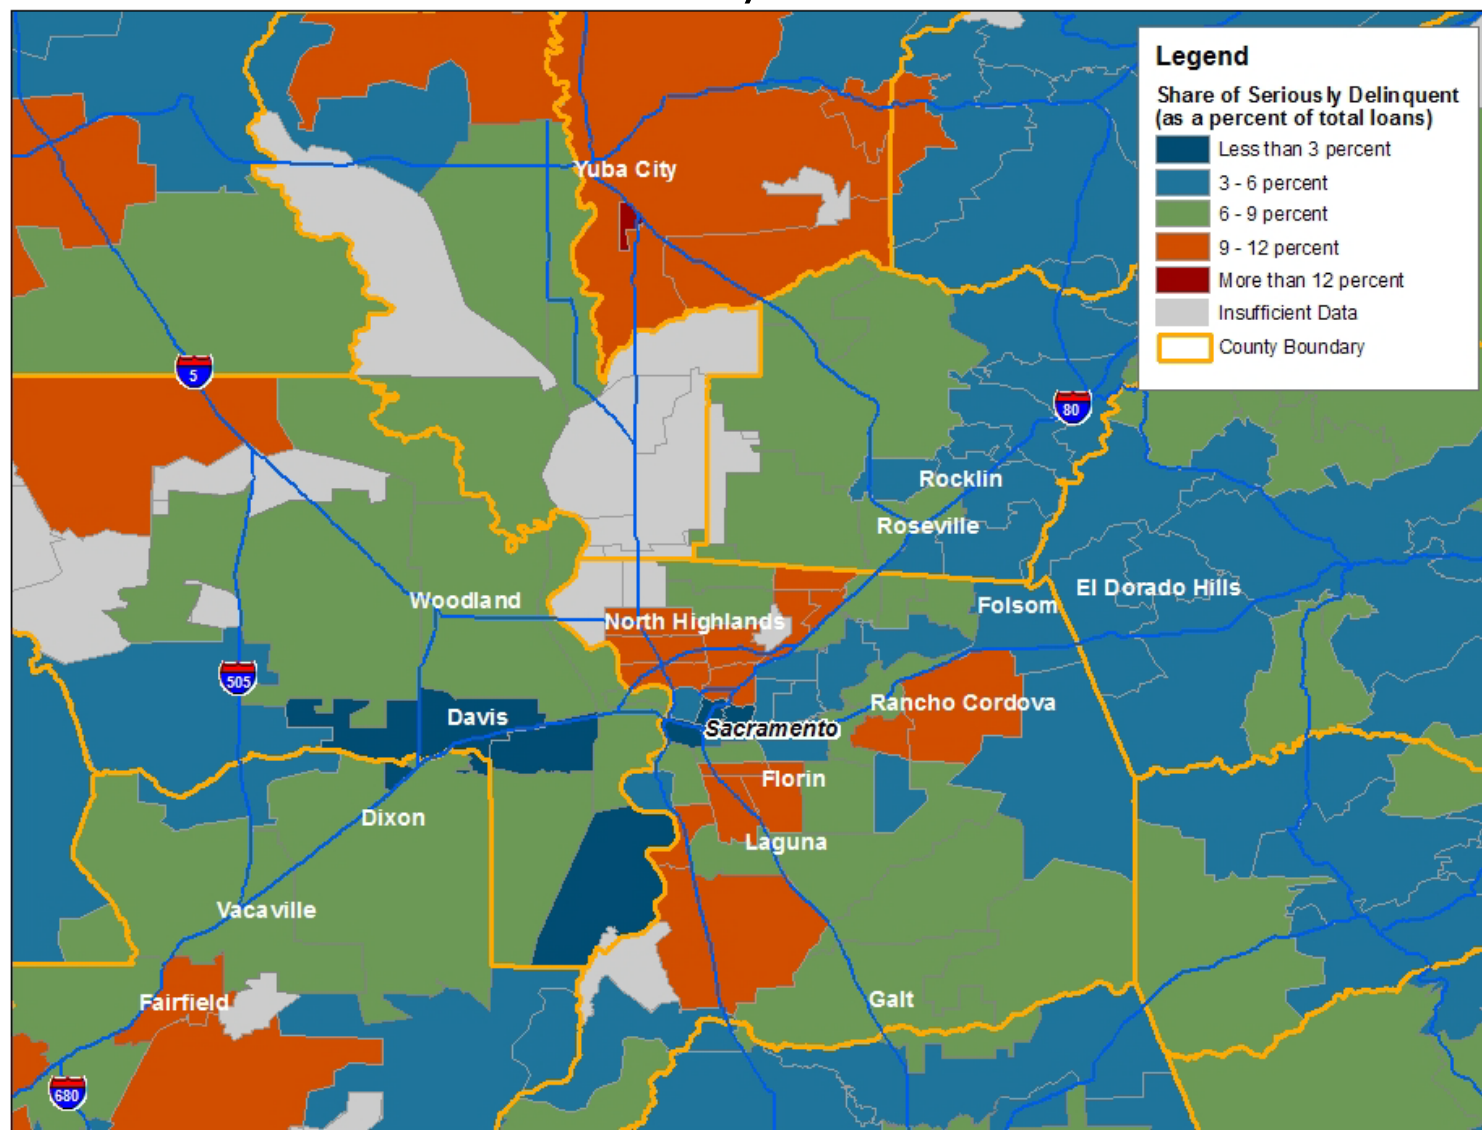 Legend
Share of Seriously Delinquent
(as a percent of total loans)
Less than 3 percent
3 - 6 percent
6 - 9 percent
9 - 12 percent
More than 12 percent
Insufficient Data
County Boundary
Yuba City
5
80
Rocklin
Roseville
Woodland
North Highlands
Folsom
El Dorado Hills
505
Davis
Sacramento
Rancho Cordova
Florin
Dixon
Laguna
Vacaville
Fairfield
Galt
680